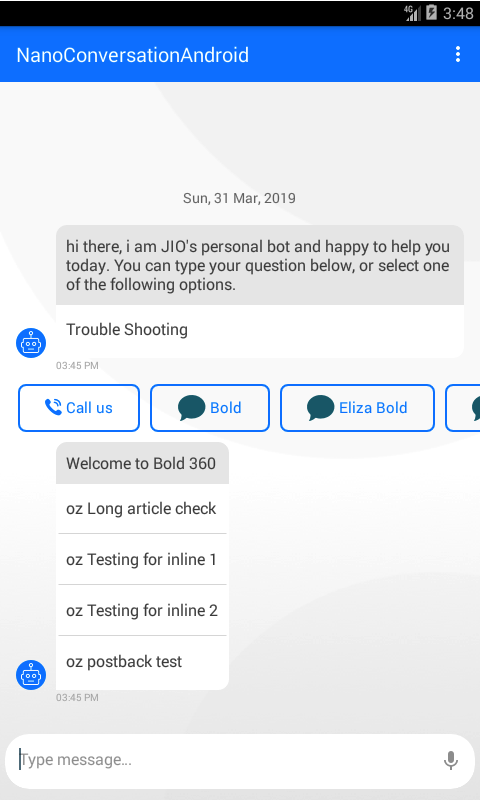 4G 3:48
NanoConversationAndroid
Sun, 31 Mar, 2019
hi there, i am JIO's personal bot and happy to help you
today. You can type your question below, or select one
of the following options.
Trouble Shooting
03:45 PM
Call us Bold Eliza Bold
Welcome to Bold 360
oz Long article check
oz Testing for inline 1
oz Testing for inline 2
oz postback test
03:45 PM
Type message...